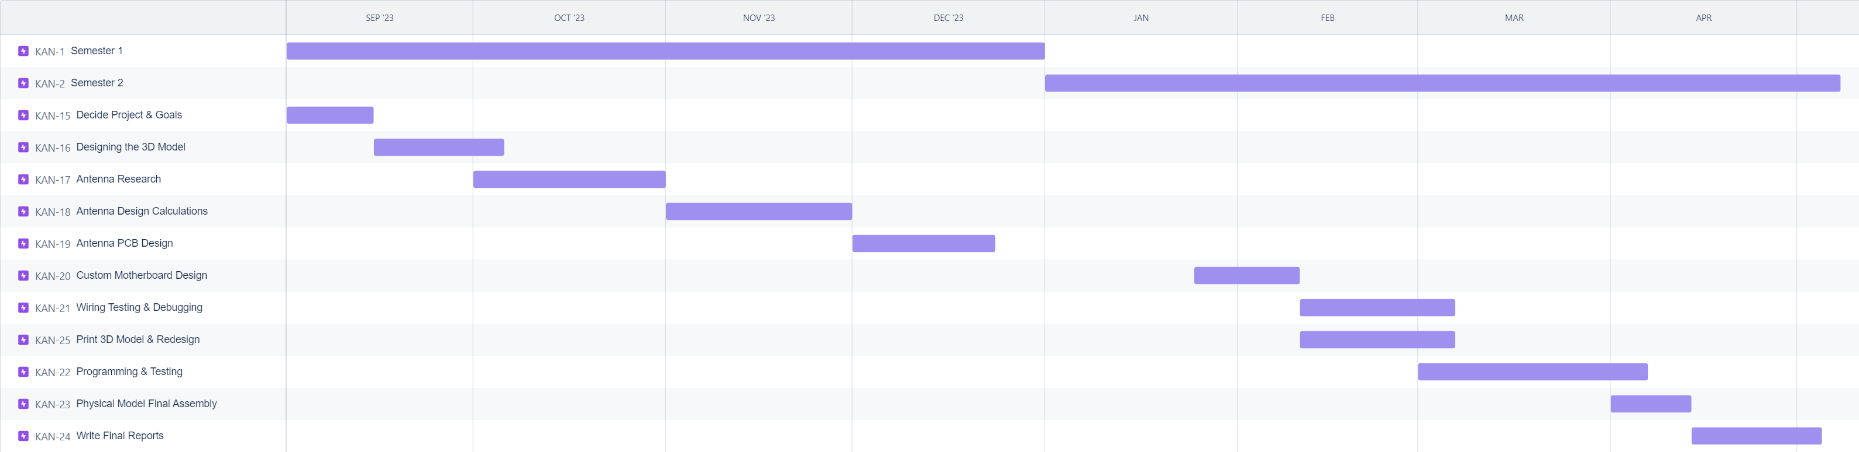 SEP '23 OCT '23 NOV '23 DEC '23 JAN FEB MAR APR
KAN-1 Semester 1
KAN-2 Semester 2
KAN-15 Decide Project & Goals
KAN-16 Designing the 3D Model
KAN-17 Antenna Research
KAN-18 Antenna Design Calculations
KAN-19 Antenna PCB Design
KAN-20 Custom Motherboard Design
KAN-21 Wiring Testing & Debugging
KAN-25 Print 3D Model & Redesign
KAN-22 Programming & Testing
KAN-23 Physical Model Final Assembly
KAN-24 Write Final Reports